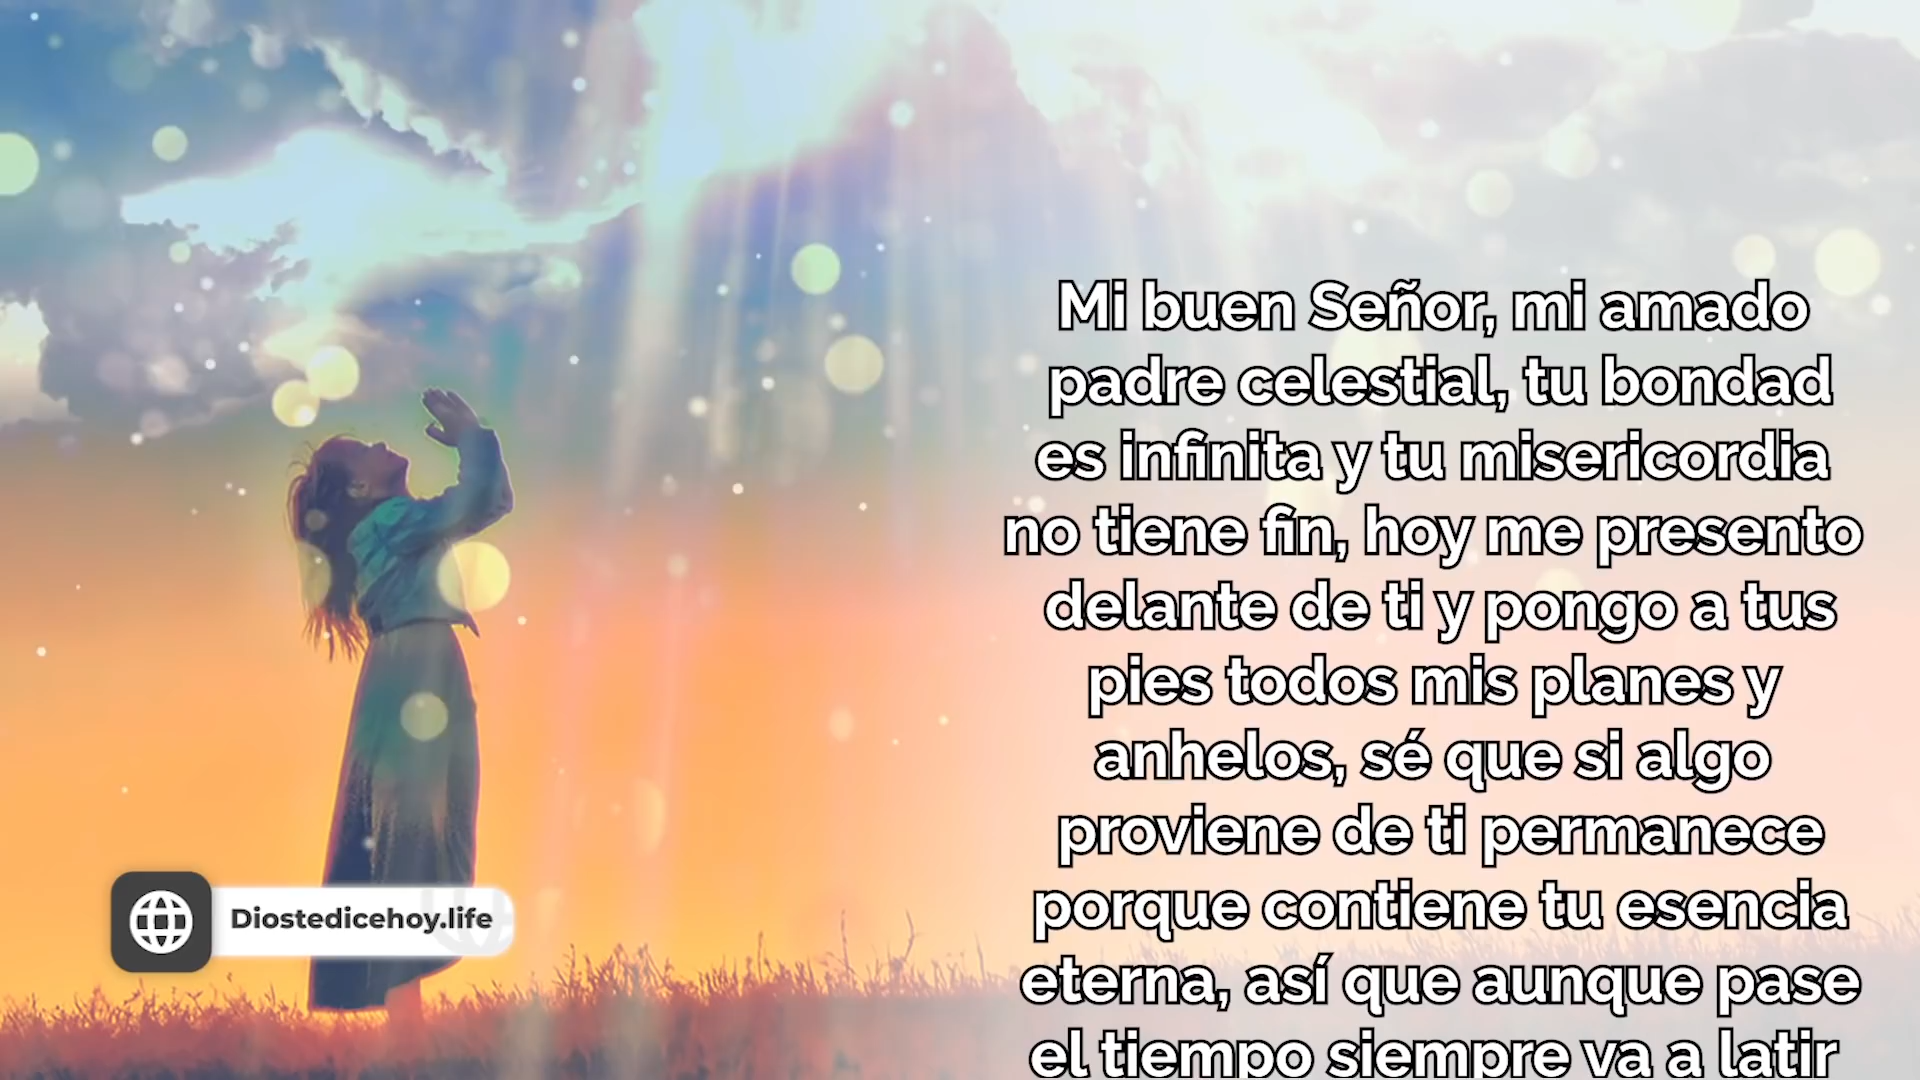 Mi buen Señor, mi amado
padre celestial, tu bondad
es infinita y tu misericordia
no tiene fin, hoy me presento
delante de ti y pongo a tus
pies todos mis planes y
anhelos, sé que si algo
proviene de ti permanece
porque contiene tu esencia
eterna, así que aunque pase
el tiempo siempre va a latir
Diostedicehoy.life